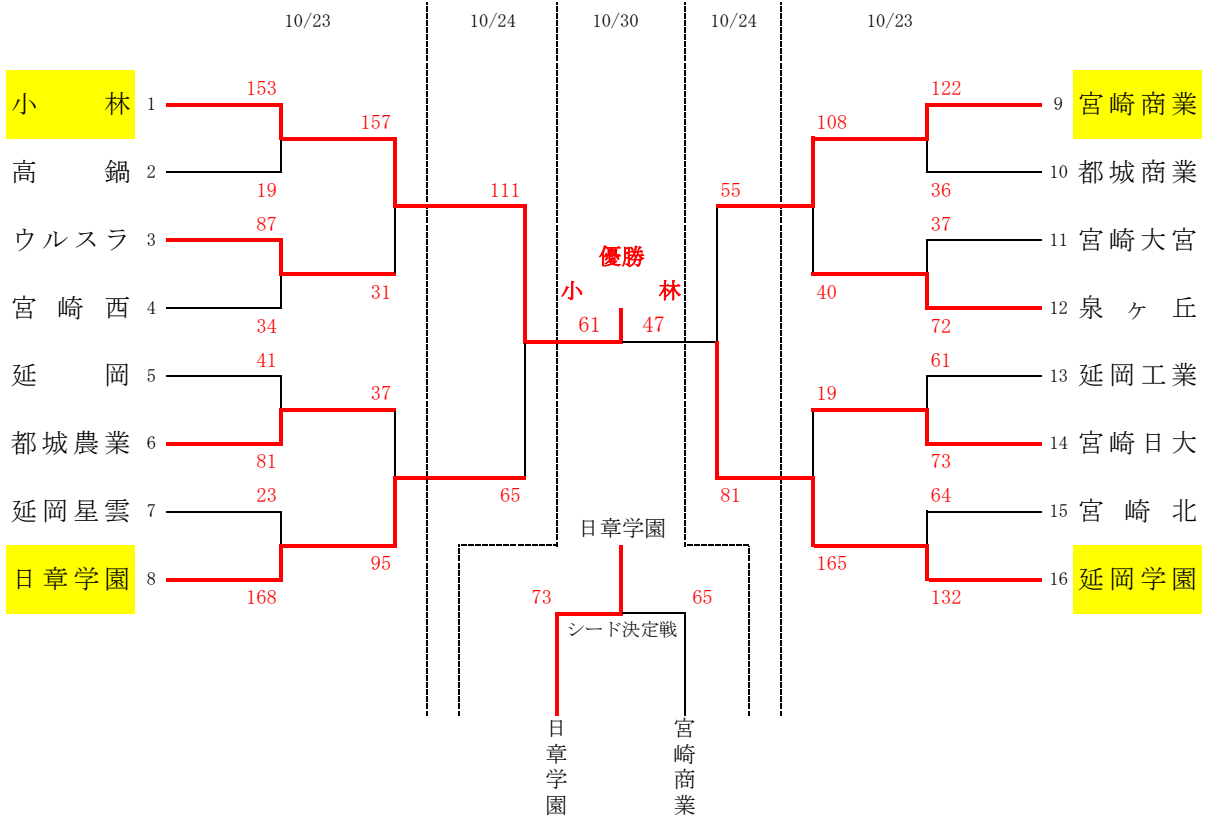 10/23 10/24 10/30 10/24 10/23
153 122
小林 1 9 宮崎商業
157 108
高鍋 2 10 都城商業
19 111 55 36
87 37
ウルスラ 3 11 宮崎大宮
優勝
小林
31 40
宮崎西 4 12 泉ヶ丘
34 61 47 72
41 61
延岡 5 13 延岡工業
37 19
都城農業 6 14 宮崎日大
81 73
23 65 81 64
延岡星雲 7 15 宮崎北
日章学園
95 165
日章学園 8 16 延岡学園
168 132
73 65
シード決定戦
日章学園
宮崎商業